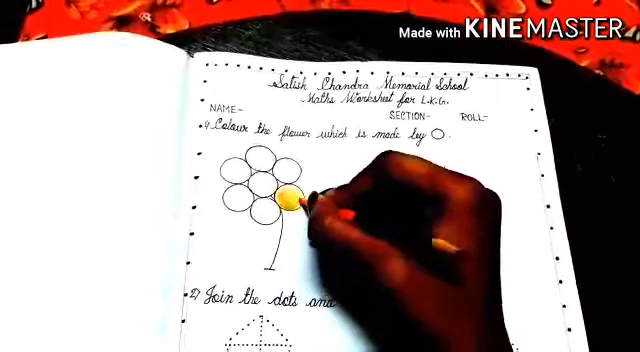 Made with KINEMASTER
Satish Chandra Memorial School
Maths Worksheet for L.K.G.
NAME-
SECTION- ROLL-
1) Colour the flower which is made by
2) Join the dots and